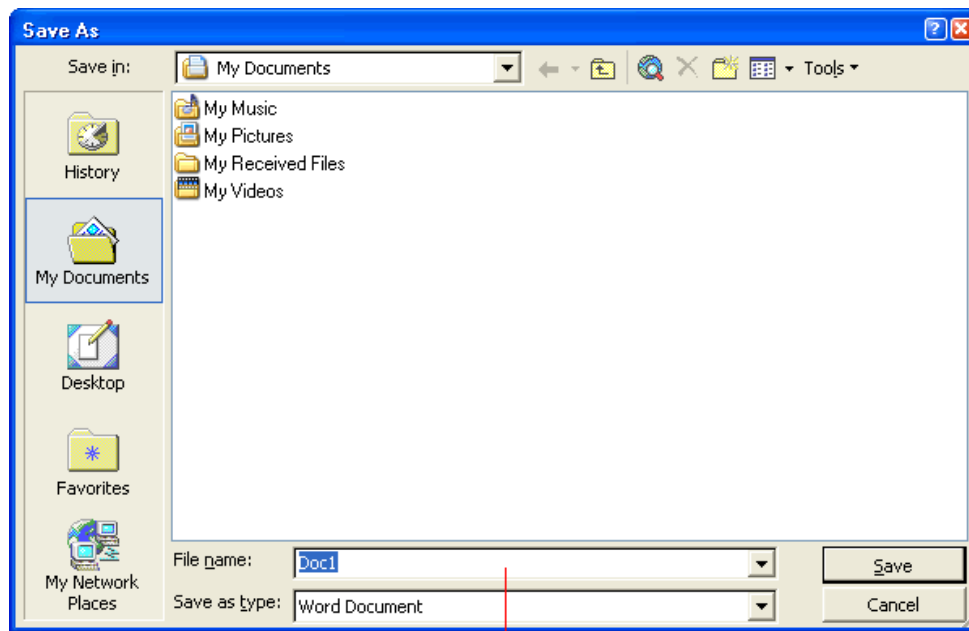 Save As
Save in: My Documents Tools
My Music
My Pictures
My Received Files
My Videos
History
My Documents
Desktop
Favorites
My Network
Places
File name: Doc1 Save
Save as type: Word Document Cancel